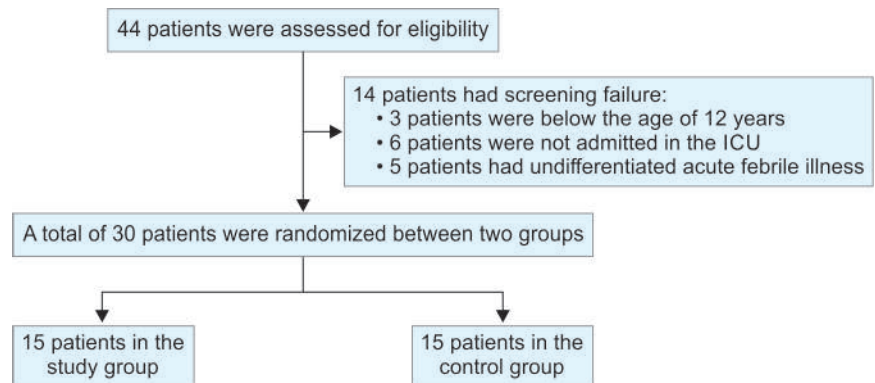 44 patients were assessed for eligibility
14 patients had screening failure:
• 3 patients were below the age of 12 years
• 6 patients were not admitted in the ICU
• 5 patients had undifferentiated acute febrile illness
A total of 30 patients were randomized between two groups
15 patients in the
study group
15 patients in the
control group